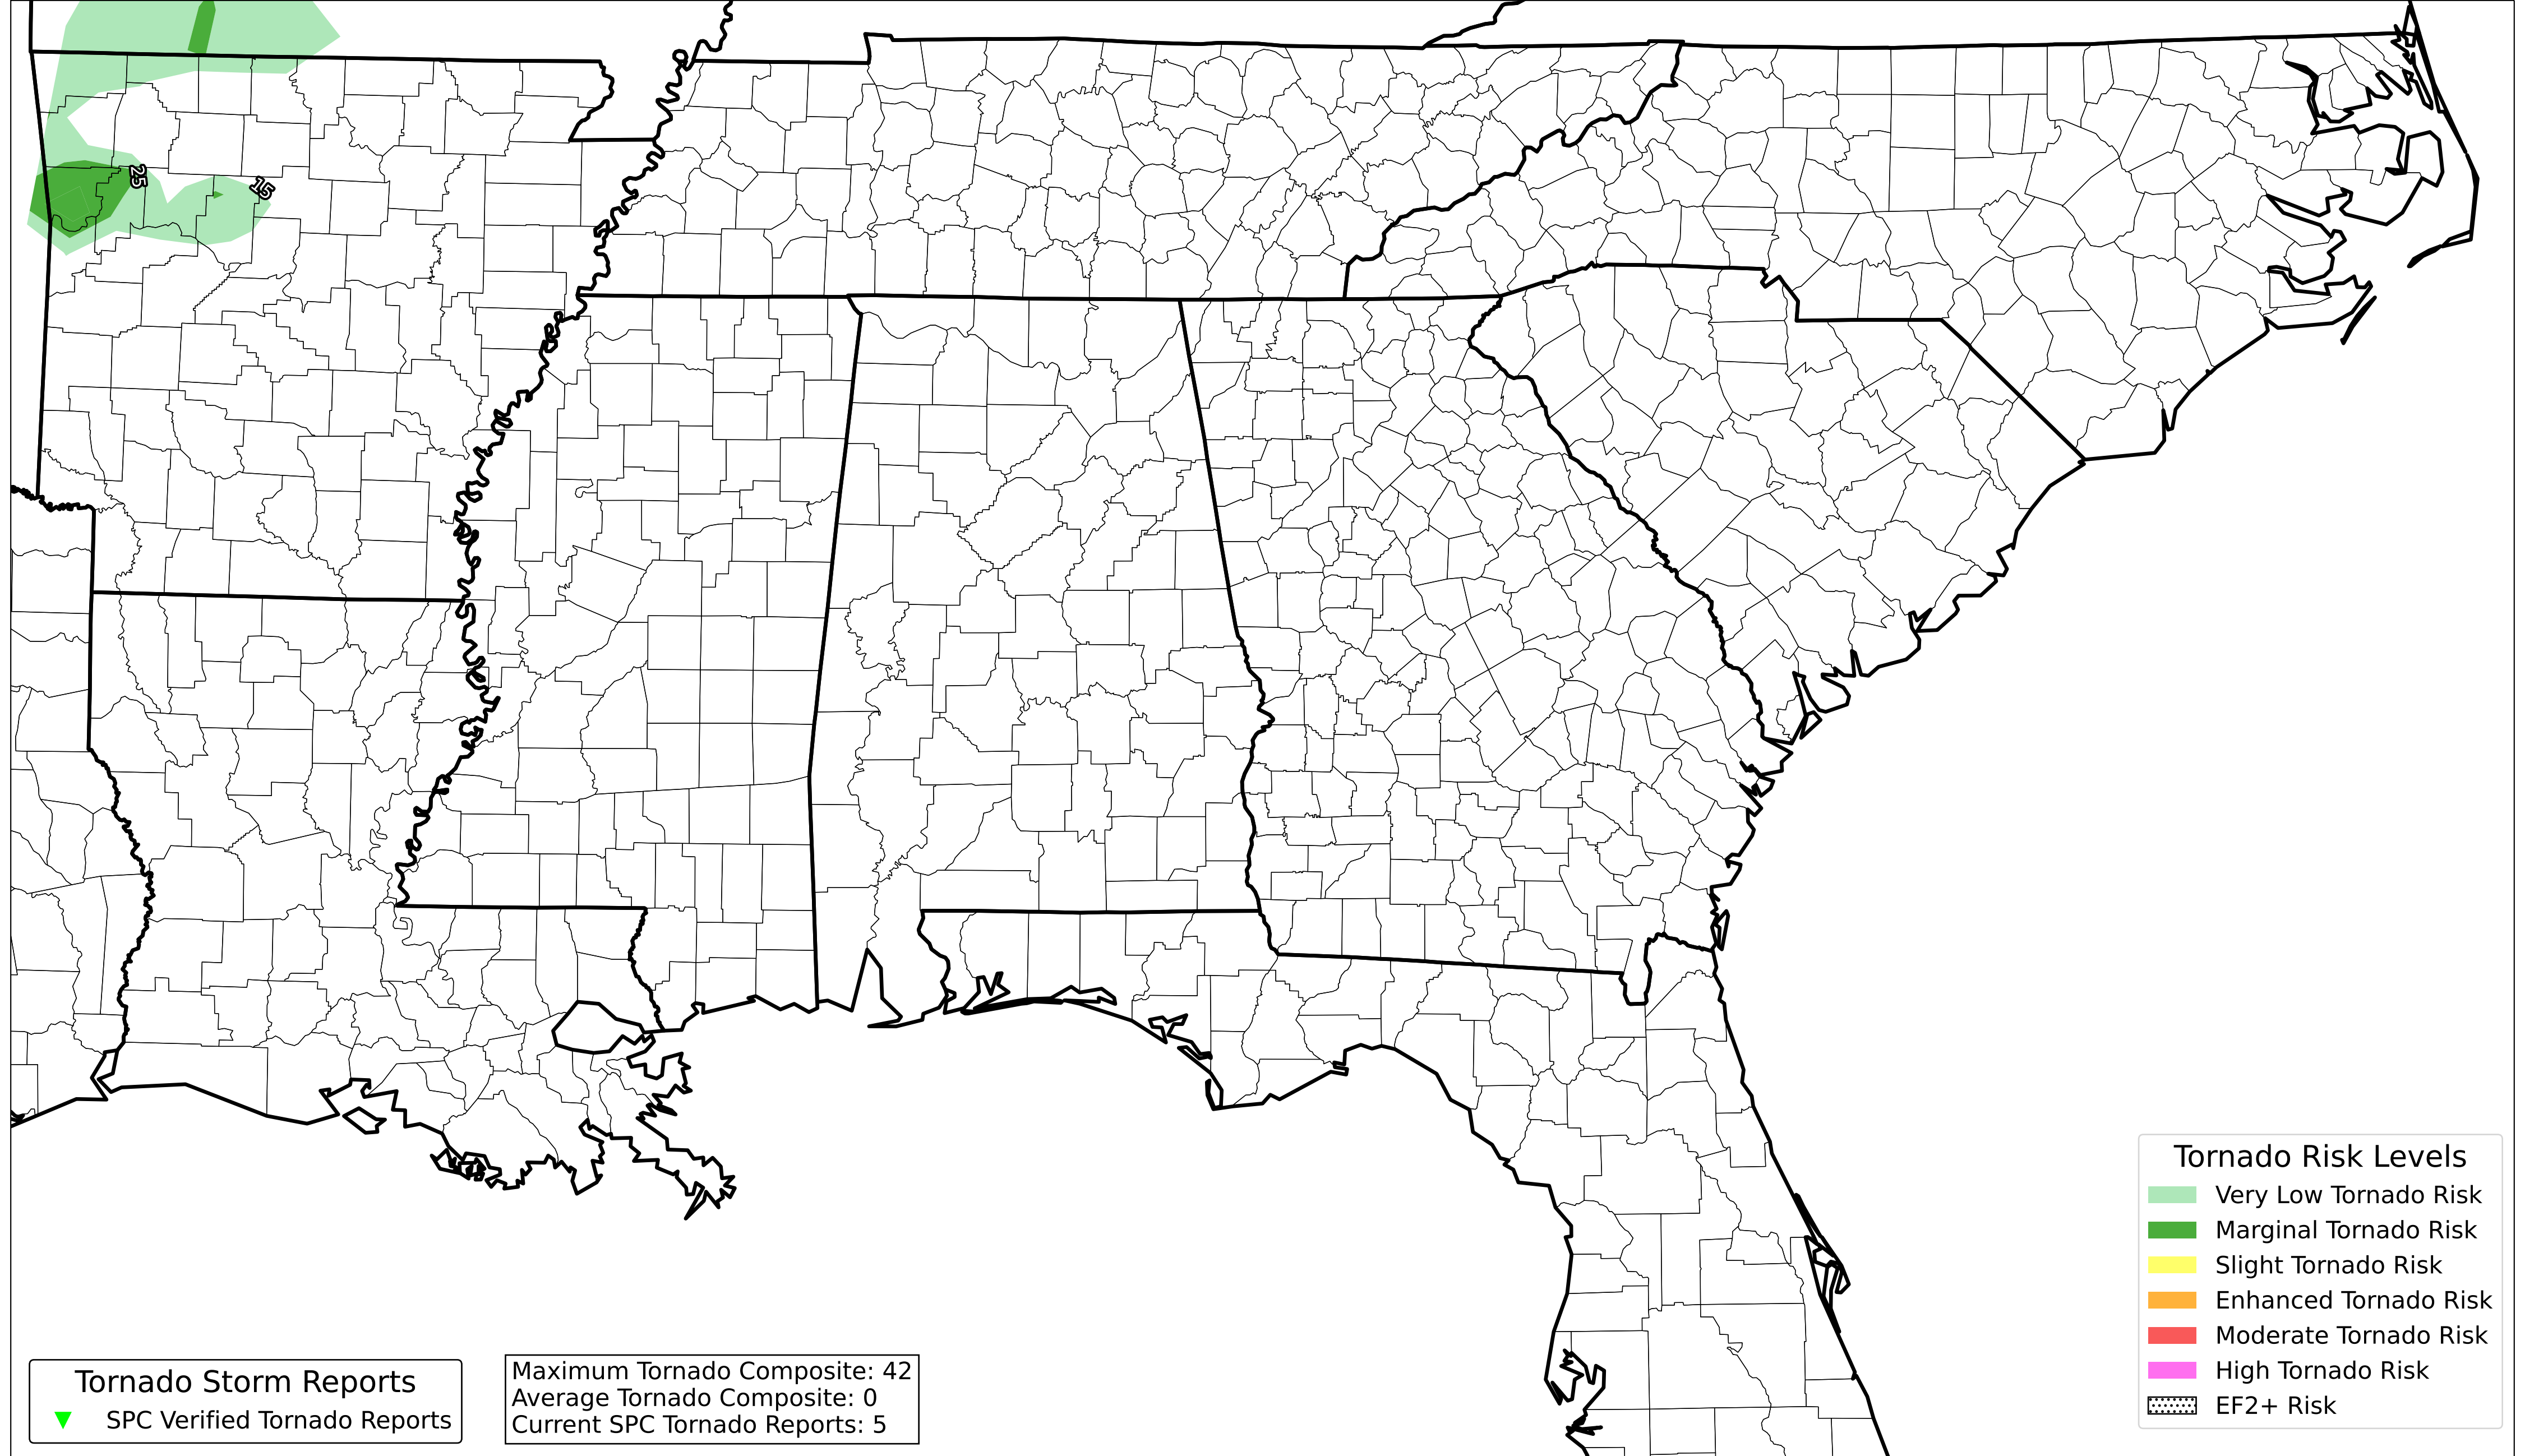 25
15
Tornado Storm Reports
SPC Verified Tornado Reports
Maximum Tornado Composite: 42
Average Tornado Composite: 0
Current SPC Tornado Reports: 5
Tornado Risk Levels
Very Low Tornado Risk
Marginal Tornado Risk
Slight Tornado Risk
Enhanced Tornado Risk
Moderate Tornado Risk
High Tornado Risk
EF2+ Risk